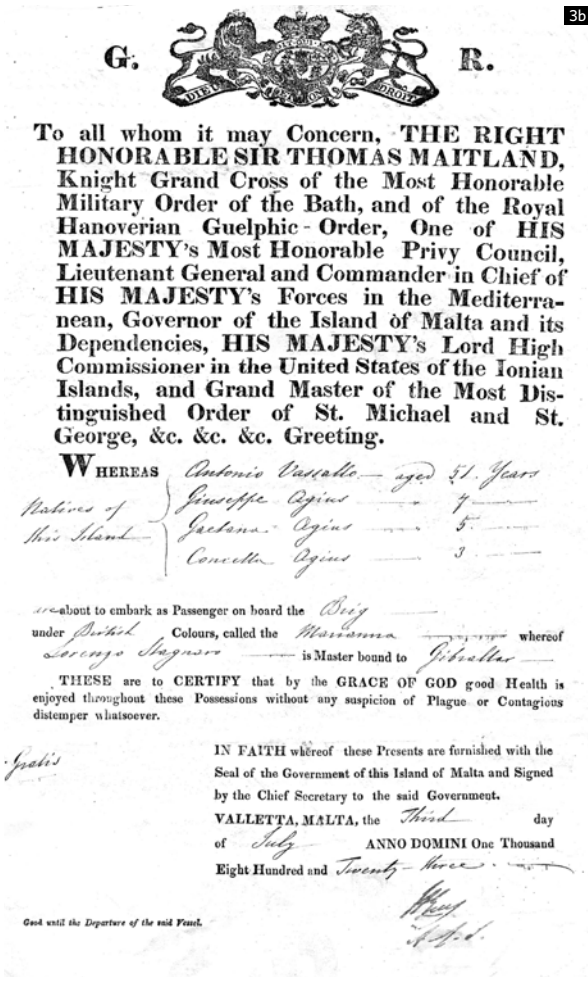 3b
G. R.
DIEU ET MON DROIT
To all whom it may Concern, THE RIGHT
HONORABLE SIR THOMAS MAITLAND,
Knight Grand Cross of the Most Honorable
Military Order of the Bath, and of the Royal
Hanoverian Guelphic-Order, One of HIS
MAJESTY's Most Honorable Privy Council,
Lieutenant General and Commander in Chief of
HIS MAJESTY's Forces in the Mediterra-
nean, Governor of the Island of Malta and its
Dependencies, HIS MAJESTY's Lord High
Commissioner in the United States of the Ionian
Islands, and Grand Master of the Most Dis-
tinguished Order of St. Michael and St.
George, &c. &c. &c. Greeting.
WHEREAS Antonio Vassallo — aged 51 Years
Natives of
this Island
Giuseppe Agius — 7
Gaetana Agius — 5
Concetta Agius — 3
are about to embark as Passenger on board the Brig
under British Colours, called the Marianna whereof
Lorenzo Stagnaro is Master bound to Gibraltar
THESE are to CERTIFY that by the GRACE OF GOD good Health is
enjoyed throughout these Possessions without any suspicion of Plague or Contagious
distemper whatsoever.
Gratis
IN FAITH whereof these Presents are furnished with the
Seal of the Government of this Island of Malta and Signed
by the Chief Secretary to the said Government.
VALLETTA, MALTA, the Third day
of July ANNO DOMINI One Thousand
Eight Hundred and Twenty-three.
Good until the Departure of the said Vessel.